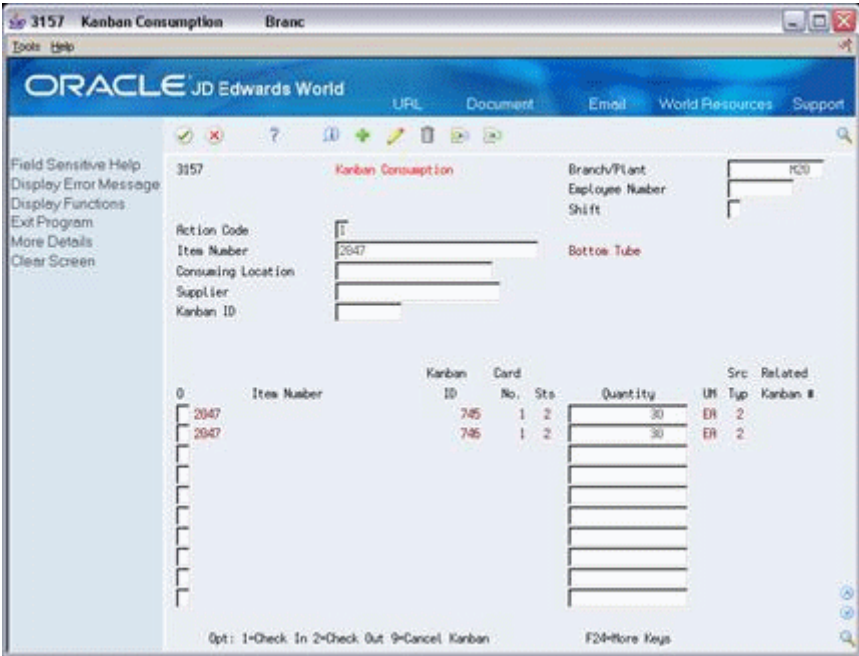 3157 Kanban Consumption Branc
Tools Help
ORACLE JD Edwards World
URL Document Email World Resources Support
Field Sensitive Help
Display Error Message
Display Functions
Exit Program
More Details
Clear Screen
3157 Kanban Consumption Branch/Plant M20
Employee Number
Shift
Action Code I
Item Number 2047 Bottom Tube
Consuming Location
Supplier
Kanban ID
Kanban Card Src Related
O Item Number ID No. Sts Quantity UM Typ Kanban #
2047 745 1 2 30 EA 2
2047 746 1 2 30 EA 2
Opt: 1=Check In 2=Check Out 9=Cancel Kanban F24=More Keys